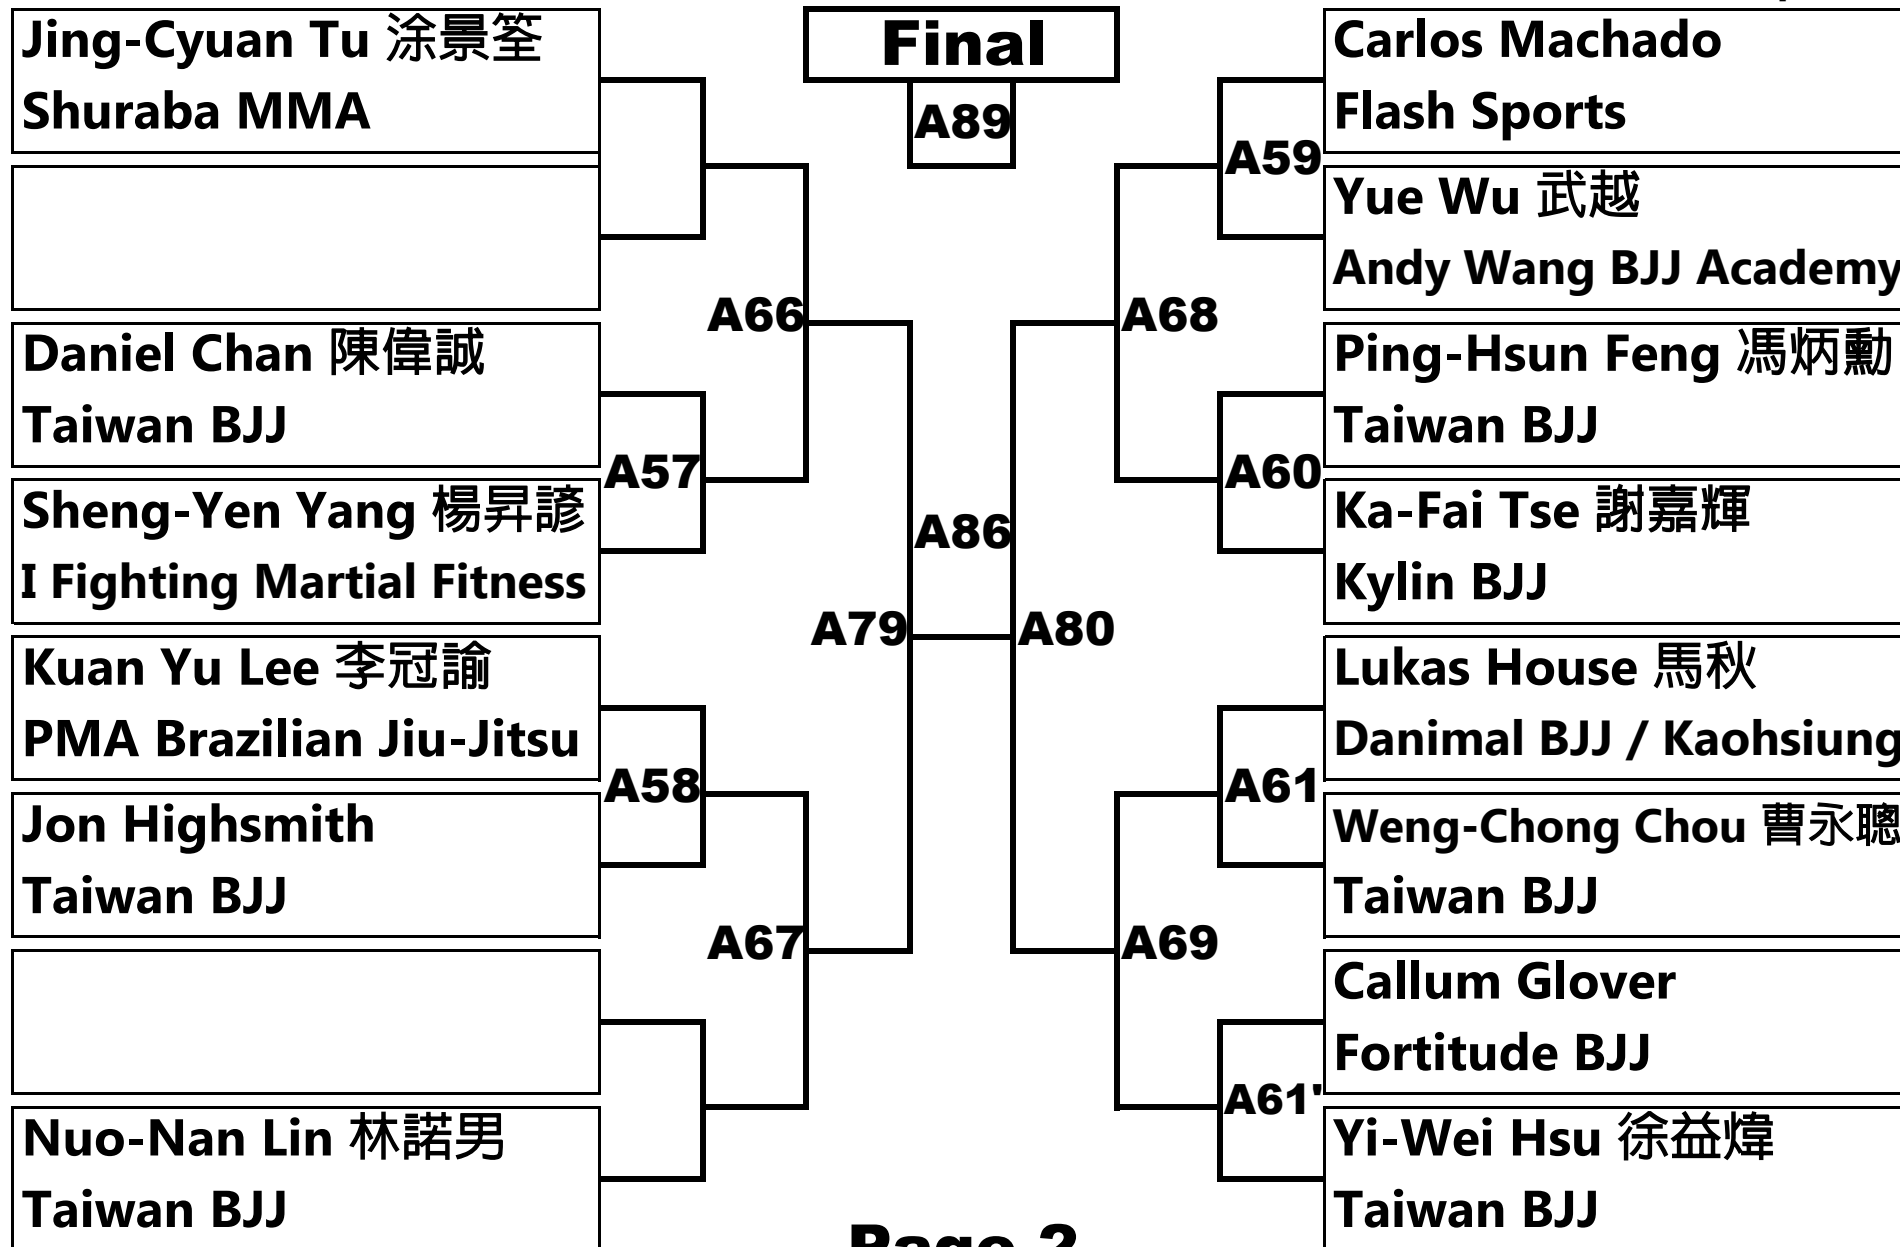 Jing-Cyuan Tu 涂景筌
Shuraba MMA
Daniel Chan 陳偉誠
Taiwan BJJ
Sheng-Yen Yang 楊昇諺
I Fighting Martial Fitness
Kuan Yu Lee 李冠諭
PMA Brazilian Jiu-Jitsu
Jon Highsmith
Taiwan BJJ
Nuo-Nan Lin 林諾男
Taiwan BJJ
A57
A58
A66
A67
A79
Final
A89
A86
A80
A68
A69
A59
A60
A61
A61'
Carlos Machado
Flash Sports
Yue Wu 武越
Andy Wang BJJ Academy
Ping-Hsun Feng 馮炳勳
Taiwan BJJ
Ka-Fai Tse 謝嘉輝
Kylin BJJ
Lukas House 馬秋
Danimal BJJ / Kaohsiung
Weng-Chong Chou 曹永聰
Taiwan BJJ
Callum Glover
Fortitude BJJ
Yi-Wei Hsu 徐益煒
Taiwan BJJ
Page 2